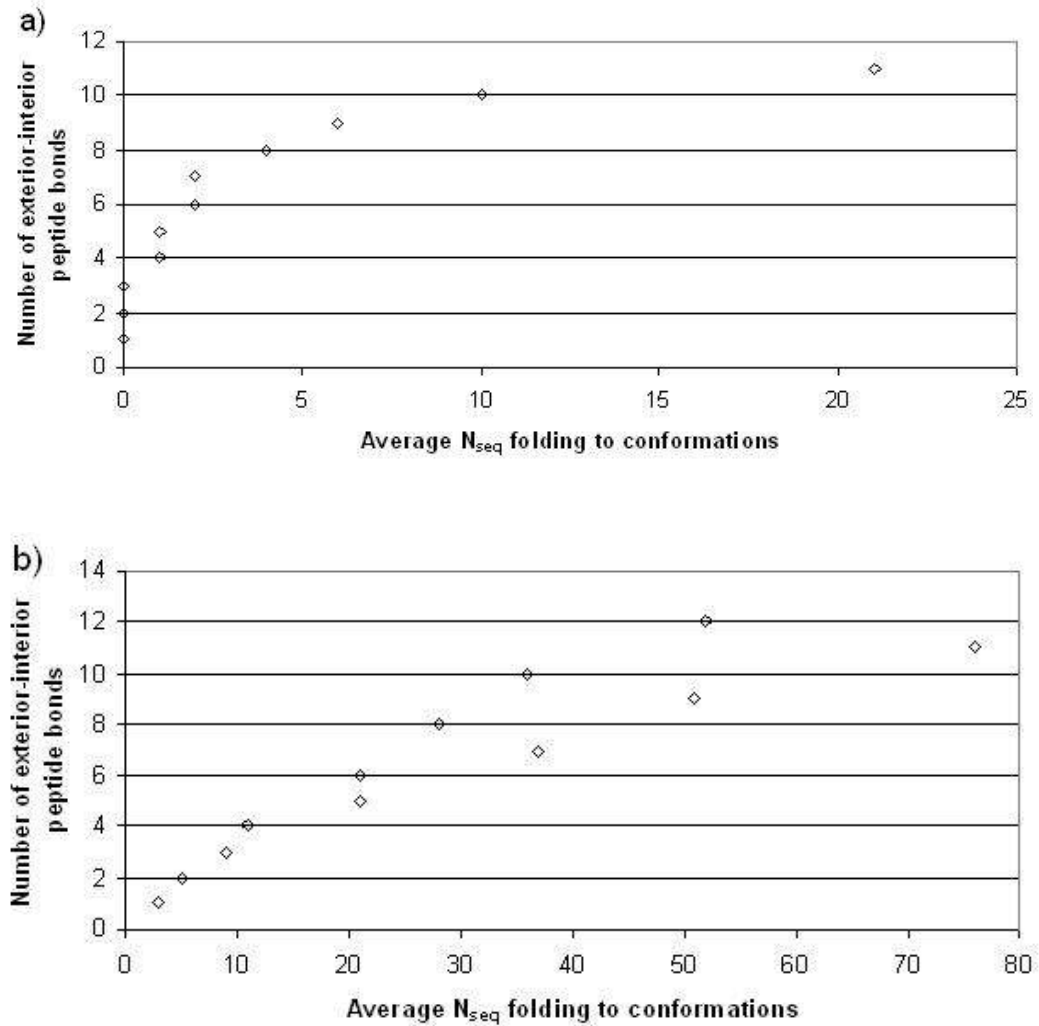 a)
12
10
8
6
4
2
0
Number of exterior-interior
peptide bonds
0 5 10 15 20 25
Average Nseq folding to conformations
b)
14
12
10
8
6
4
2
0
Number of exterior-interior
peptide bonds
0 10 20 30 40 50 60 70 80
Average Nseq folding to conformations